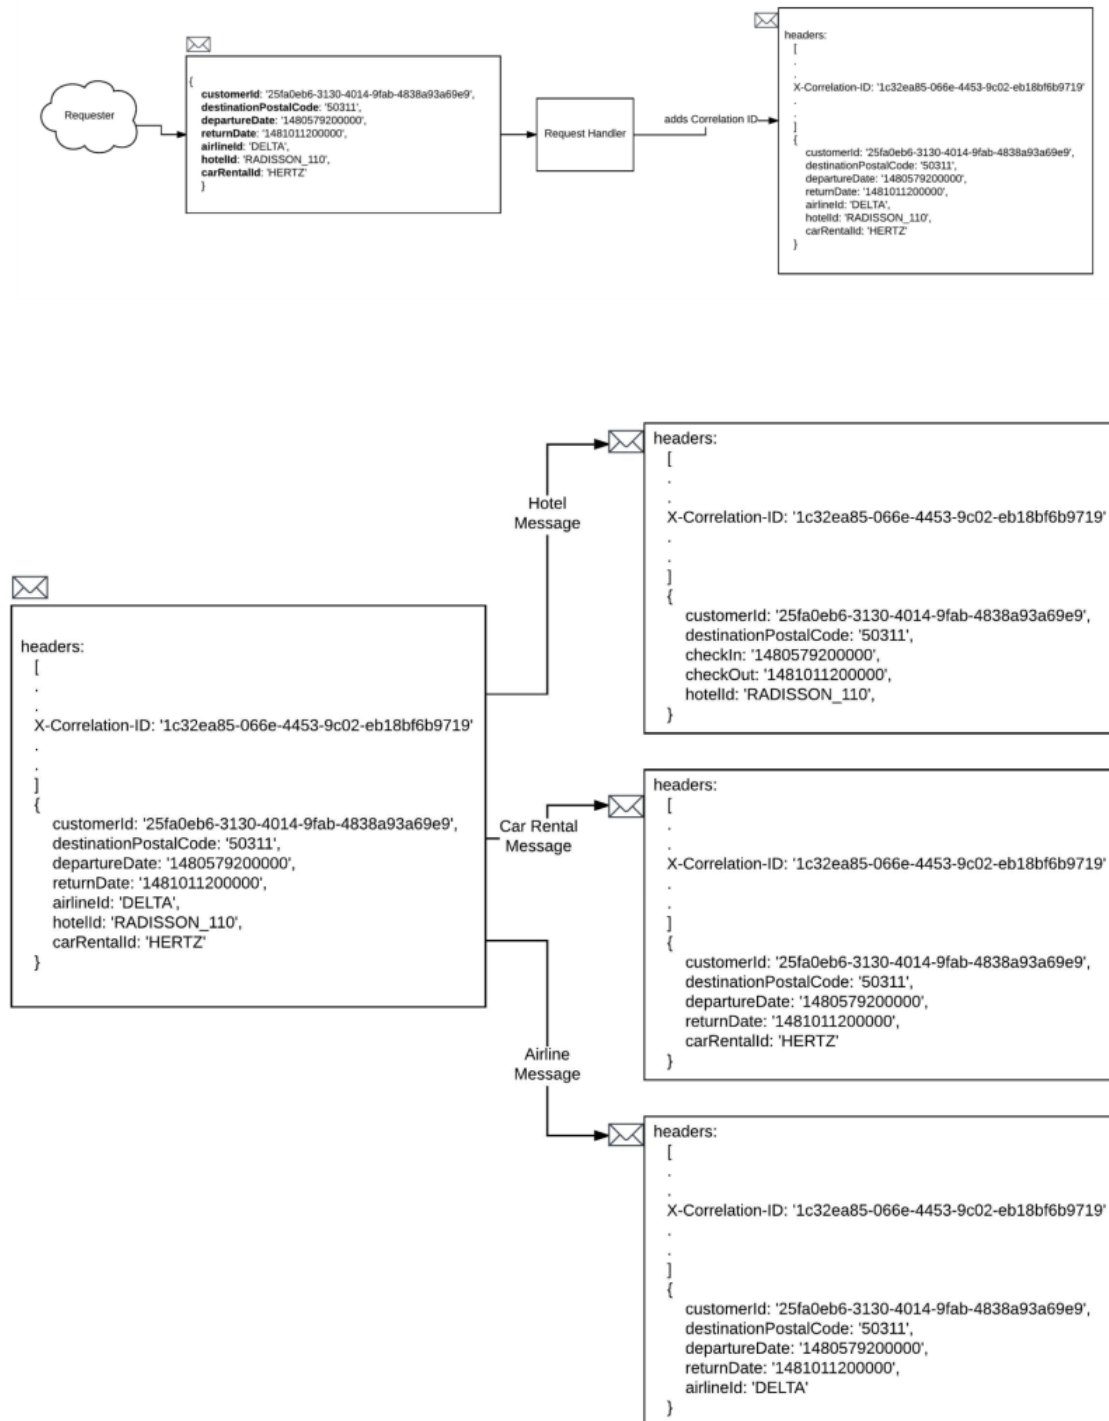 Requester
{
customerId: '25fa0eb6-3130-4014-9fab-4838a93a69e9',
destinationPostalCode: '50311',
departureDate: '1480579200000',
returnDate: '1481011200000',
airlineId: 'DELTA',
hotelId: 'RADISSON_110',
carRentalId: 'HERTZ'
}
Request Handler
adds Correlation ID
headers:
[
.
.
X-Correlation-ID: '1c32ea85-066e-4453-9c02-eb18bf6b9719'
.
.
]
{
customerId: '25fa0eb6-3130-4014-9fab-4838a93a69e9',
destinationPostalCode: '50311',
departureDate: '1480579200000',
returnDate: '1481011200000',
airlineId: 'DELTA',
hotelId: 'RADISSON_110',
carRentalId: 'HERTZ'
}
headers:
[
.
.
X-Correlation-ID: '1c32ea85-066e-4453-9c02-eb18bf6b9719'
.
.
]
{
customerId: '25fa0eb6-3130-4014-9fab-4838a93a69e9',
destinationPostalCode: '50311',
departureDate: '1480579200000',
returnDate: '1481011200000',
airlineId: 'DELTA',
hotelId: 'RADISSON_110',
carRentalId: 'HERTZ'
}
Hotel
Message
headers:
[
.
.
X-Correlation-ID: '1c32ea85-066e-4453-9c02-eb18bf6b9719'
.
.
]
{
customerId: '25fa0eb6-3130-4014-9fab-4838a93a69e9',
destinationPostalCode: '50311',
checkIn: '1480579200000',
checkOut: '1481011200000',
hotelId: 'RADISSON_110',
}
Car Rental
Message
headers:
[
.
.
X-Correlation-ID: '1c32ea85-066e-4453-9c02-eb18bf6b9719'
.
.
]
{
customerId: '25fa0eb6-3130-4014-9fab-4838a93a69e9',
destinationPostalCode: '50311',
departureDate: '1480579200000',
returnDate: '1481011200000',
carRentalId: 'HERTZ'
}
Airline
Message
headers:
[
.
.
X-Correlation-ID: '1c32ea85-066e-4453-9c02-eb18bf6b9719'
.
.
]
{
customerId: '25fa0eb6-3130-4014-9fab-4838a93a69e9',
destinationPostalCode: '50311',
departureDate: '1480579200000',
returnDate: '1481011200000',
airlineId: 'DELTA'
}